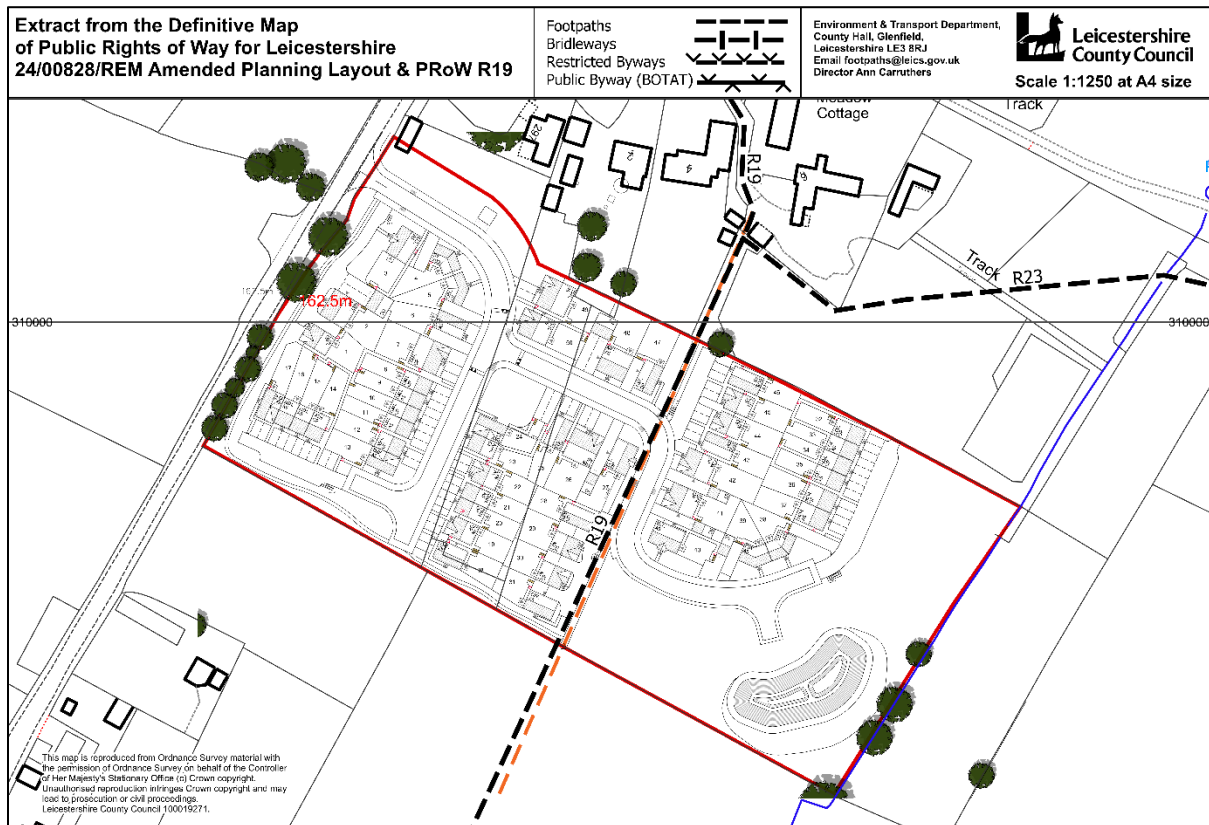 Extract from the Definitive Map
of Public Rights of Way for Leicestershire
24/00828/REM Amended Planning Layout & PRoW R19
Footpaths
Bridleways
Restricted Byways
Public Byway (BOTAT)
Environment & Transport Department,
County Hall, Glenfield,
Leicestershire LE3 8RJ
Email footpaths@leics.gov.uk
Director Ann Carruthers
Leicestershire
County Council
Scale 1:1250 at A4 size
Meadow
Cottage
Track
R19
Track
R23
162.5m
310000
310000
R19
This map is reproduced from Ordnance Survey material with
the permission of Ordnance Survey on behalf of the Controller
of Her Majesty's Stationary Office (c) Crown copyright.
Unauthorised reproduction infringes Crown copyright and may
lead to prosecution or civil proceedings.
Leicestershire County Council 100019271.